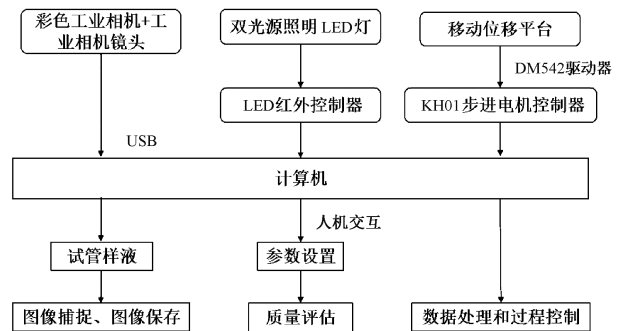 彩色工业相机+工
业相机镜头
双光源照明LED灯
移动位移平台
DM542驱动器
LED红外控制器
KH01步进电机控制器
USB
计算机
人机交互
试管样液
参数设置
图像捕捉、图像保存
质量评估
数据处理和过程控制